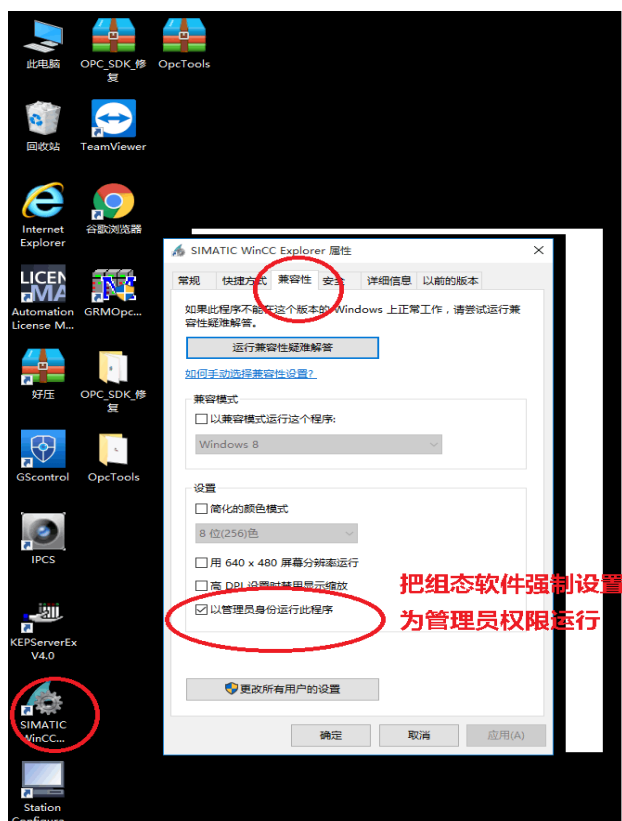 此电脑
OPC_SDK_修
复
OpcTools
回收站
TeamViewer
Internet
Explorer
谷歌浏览器
Automation
License M...
GRMOpc...
好压
OPC_SDK_修
复
GScontrol
OpcTools
IPCS
KEPServerEx
V4.0
SIMATIC
WinCC...
Station
SIMATIC WinCC Explorer 属性
常规
快捷方式
兼容性
安全
详细信息
以前的版本
如果此程序不能在这个版本的 Windows 上正常工作，请尝试运行兼
容性疑难解答。
运行兼容性疑难解答
如何手动选择兼容性设置?
兼容模式
以兼容模式运行这个程序:
Windows 8
设置
简化的颜色模式
8 位(256)色
用 640 x 480 屏幕分辨率运行
高 DPI 设置时禁用显示缩放
以管理员身份运行此程序
更改所有用户的设置
确定
取消
应用(A)
把组态软件强制设置
为管理员权限运行